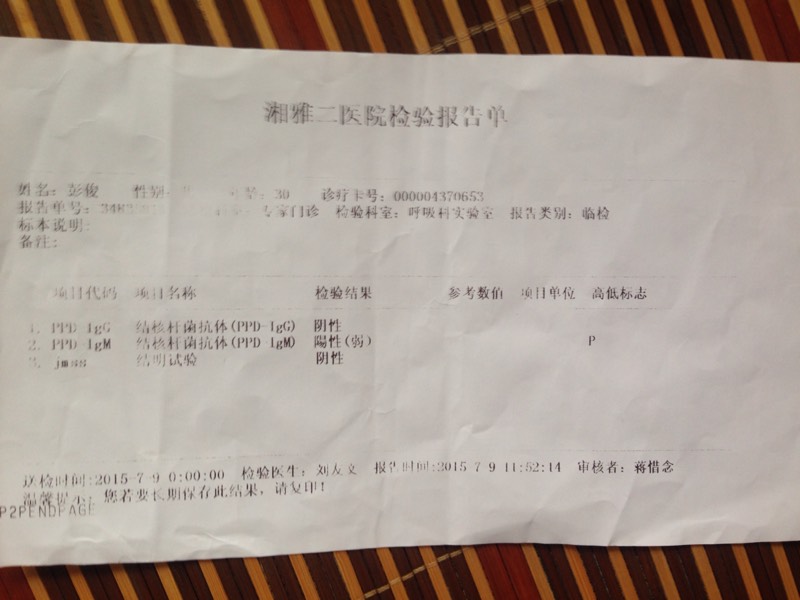 湘雅二医院检验报告单
姓名: 彭俊 性别: 30 诊疗卡号: 000004370653
报告单号: 专家门诊 检验科室: 呼吸科实验室 报告类别: 临检
标本说明:
备注:
项目代码 项目名称 检验结果 参考数值 项目单位 高低标志
1. PPD-IgG 结核杆菌抗体(PPD-IgG) 阴性
2. PPD-IgM 结核杆菌抗体(PPD-IgM) 陽性(弱) P
3. jmss 结明试验 阴性
送检时间:2015-7-9 0:00:00 检验医生: 刘友文 报告时间:2015-7-9 11:52:14 审核者: 蒋惜念
温馨提示: 您若要长期保存此结果, 请复印!
P2PENDPAGE